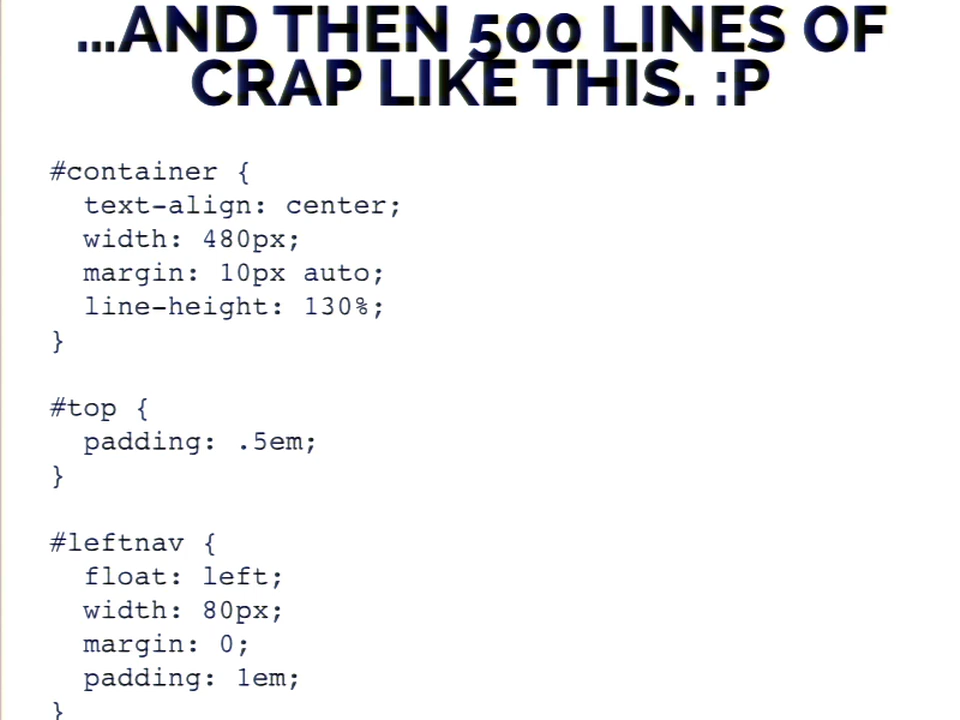 ...AND THEN 500 LINES OF
CRAP LIKE THIS. :P
#container {
  text-align: center;
  width: 480px;
  margin: 10px auto;
  line-height: 130%;
}
#top {
  padding: .5em;
}
#leftnav {
  float: left;
  width: 80px;
  margin: 0;
  padding: 1em;
}